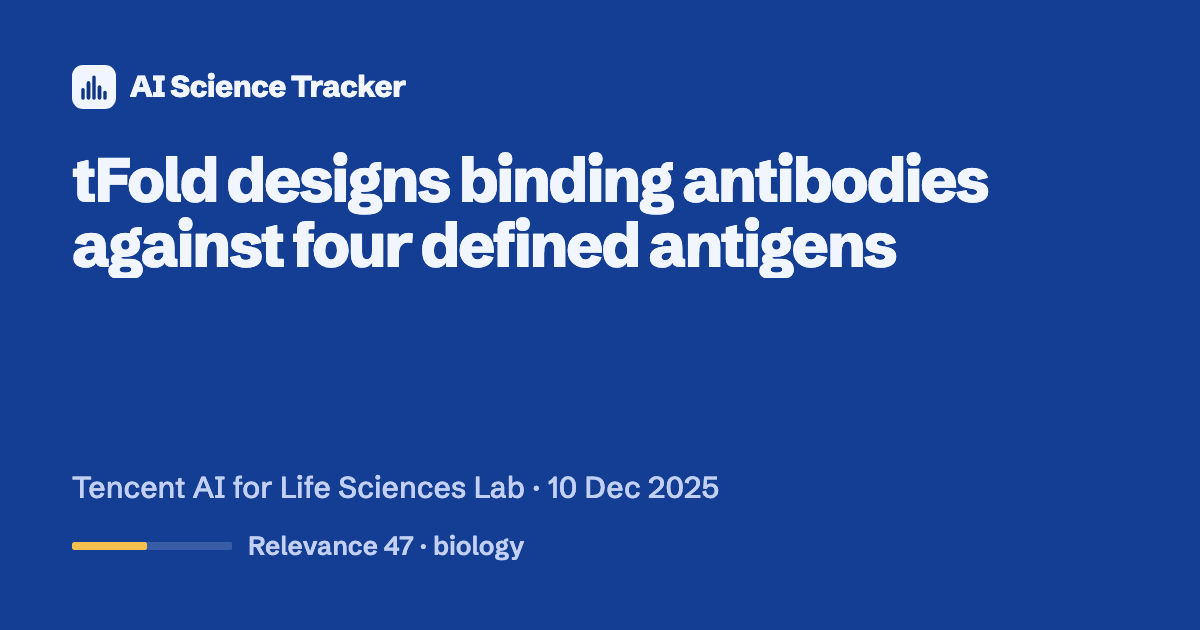 AI Science Tracker
tFold designs binding antibodies
against four defined antigens
Tencent AI for Life Sciences Lab · 10 Dec 2025
Relevance 47 · biology